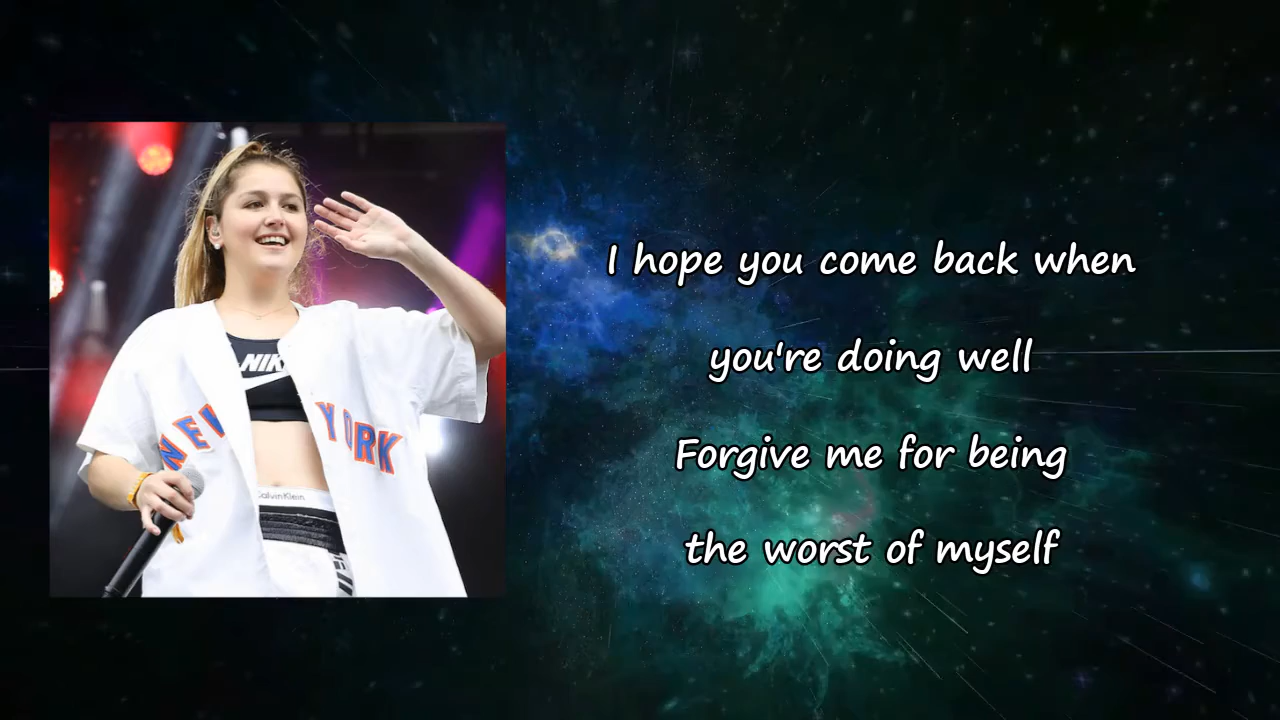 NIK
NEW YORK
Calvin Klein
I hope you come back when
you're doing well
Forgive me for being
the worst of myself